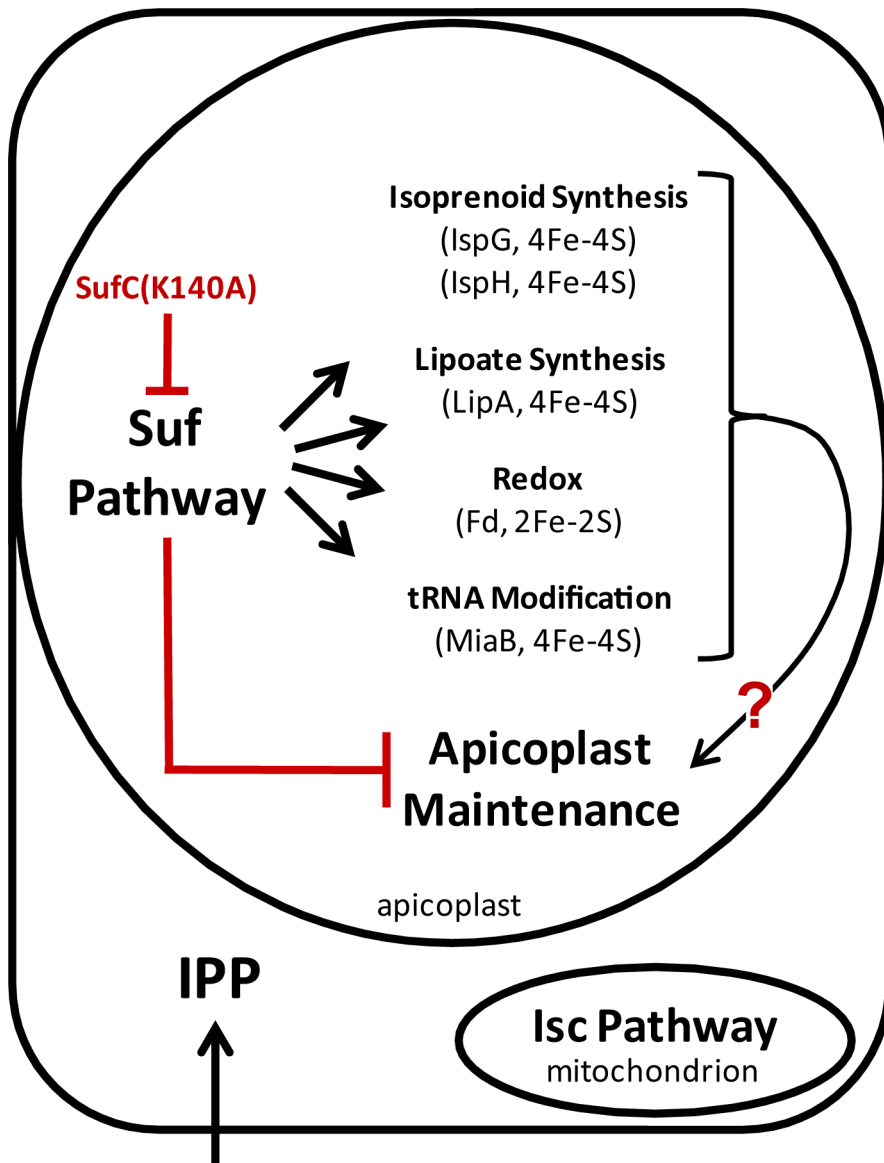 Isoprenoid Synthesis
(IspG, 4Fe-4S)
(IspH, 4Fe-4S)
SufC(K140A)
Lipoate Synthesis
(LipA, 4Fe-4S)
Suf
Pathway
Redox
(Fd, 2Fe-2S)
tRNA Modification
(MiaB, 4Fe-4S)
?
Apicoplast
Maintenance
apicoplast
IPP
Isc Pathway
mitochondrion